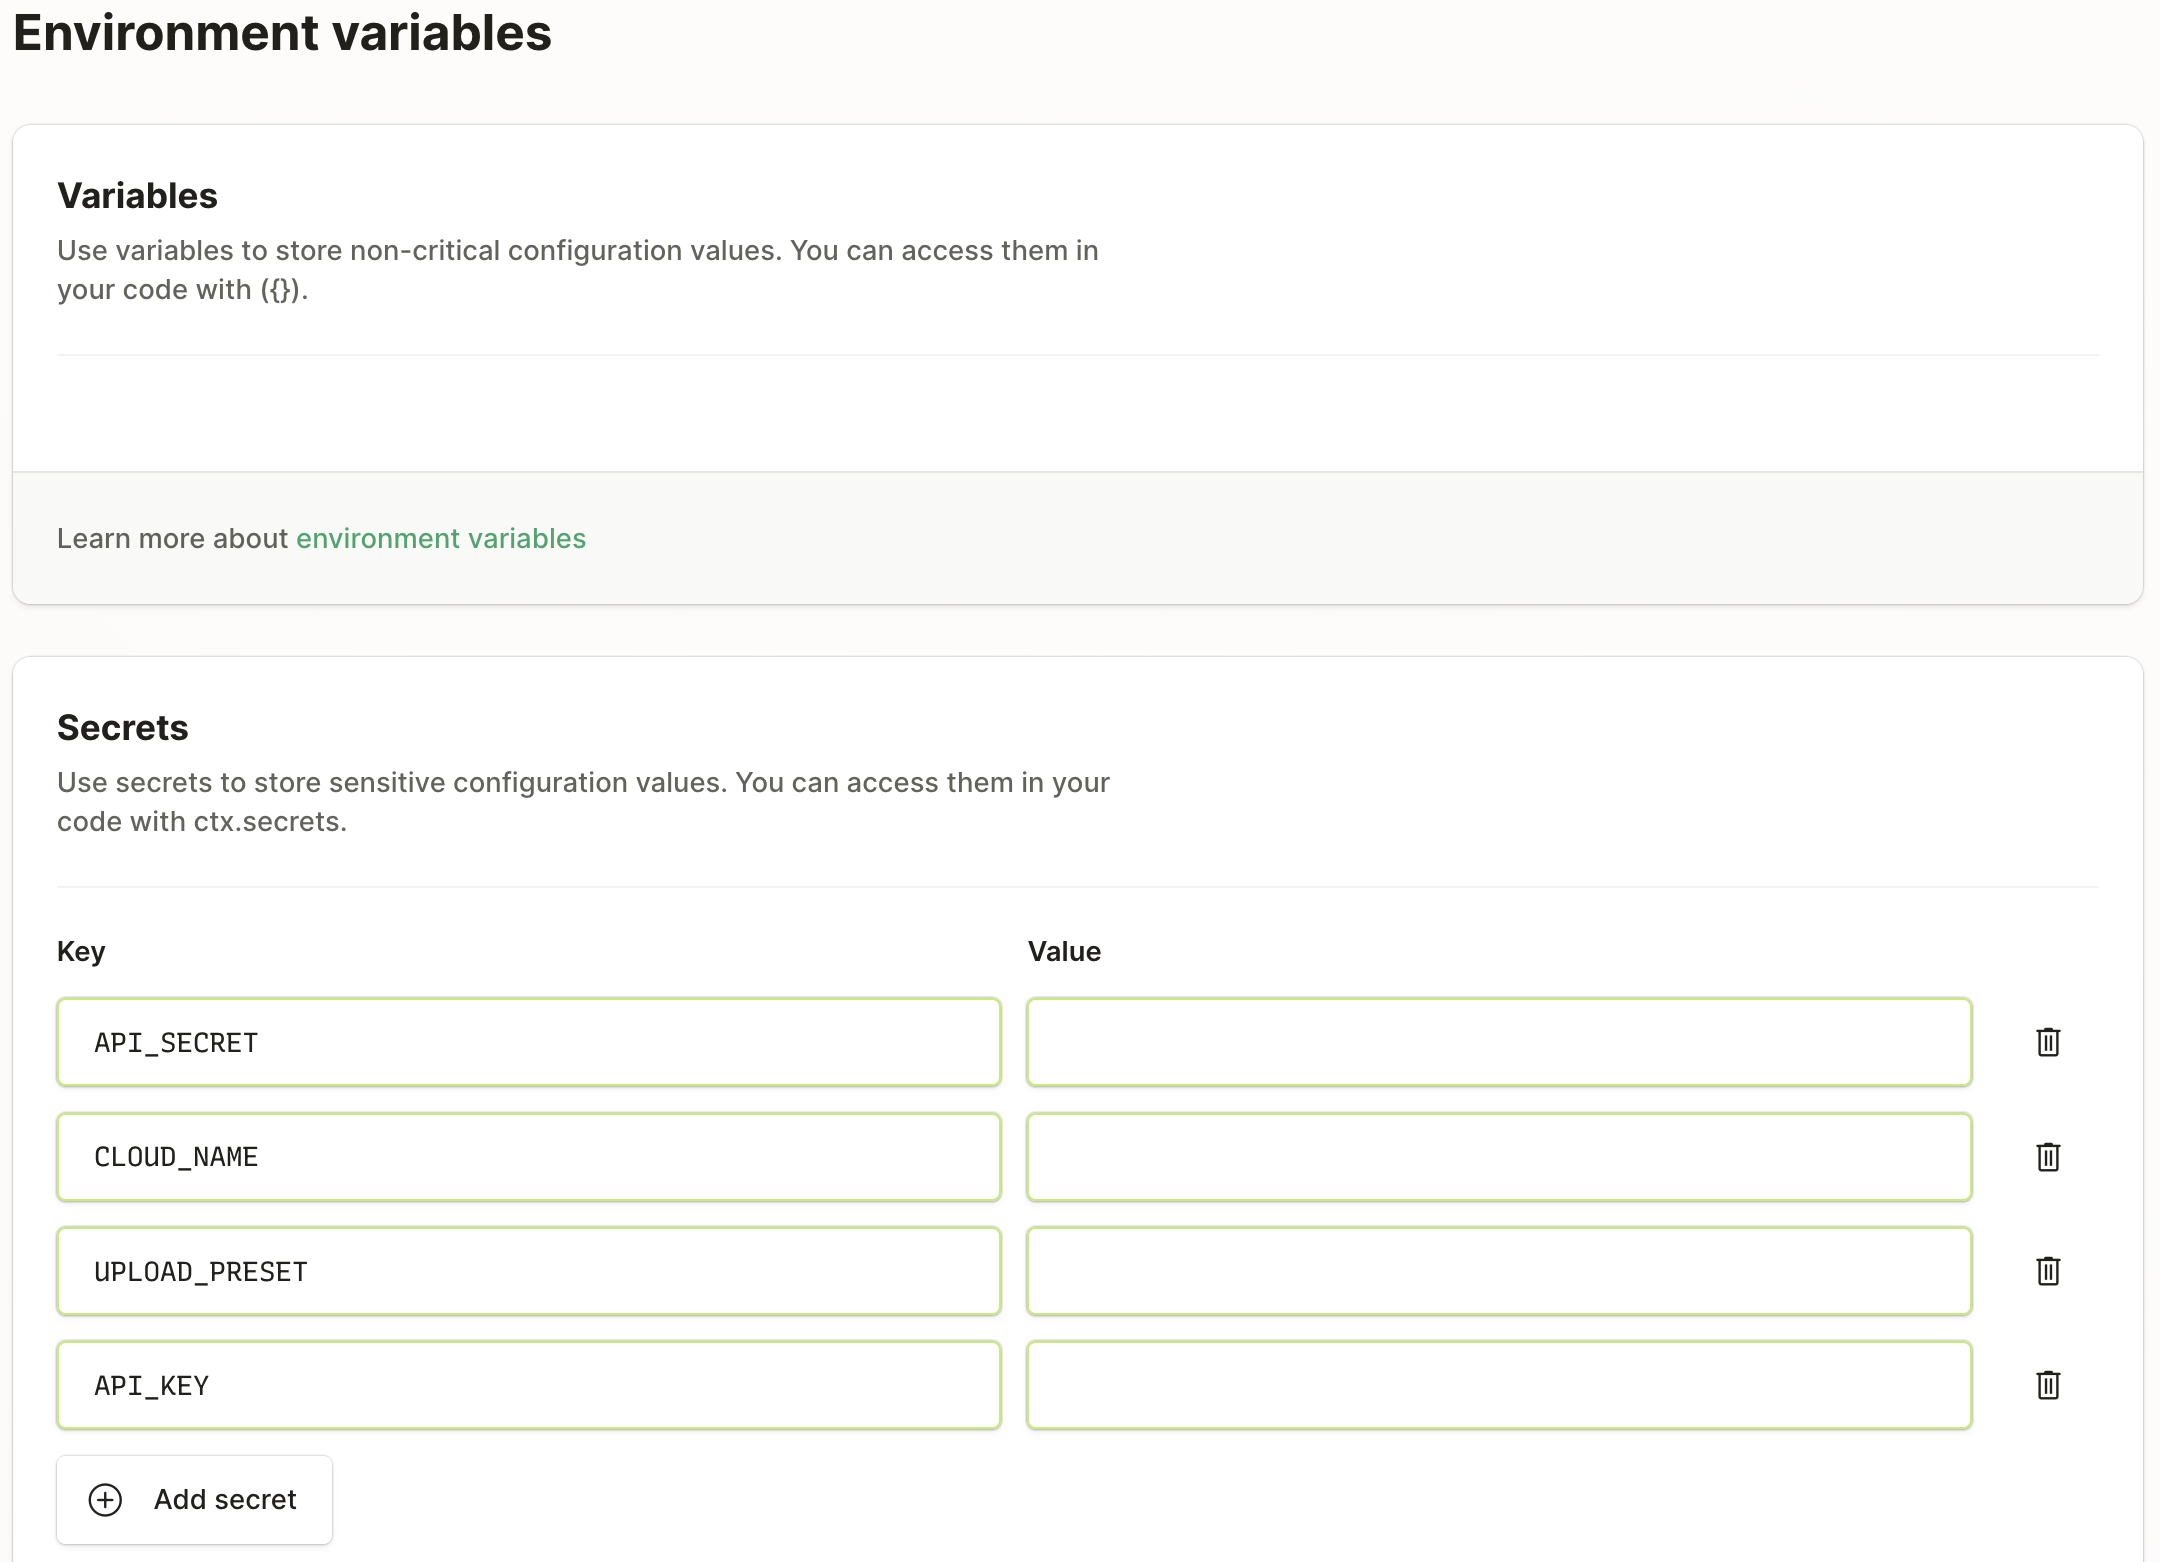 Environment variables
Variables
Use variables to store non-critical configuration values. You can access them in
your code with ({}).
Learn more about environment variables
Secrets
Use secrets to store sensitive configuration values. You can access them in your
code with ctx.secrets.
Key Value
API_SECRET
CLOUD_NAME
UPLOAD_PRESET
API_KEY
Add secret